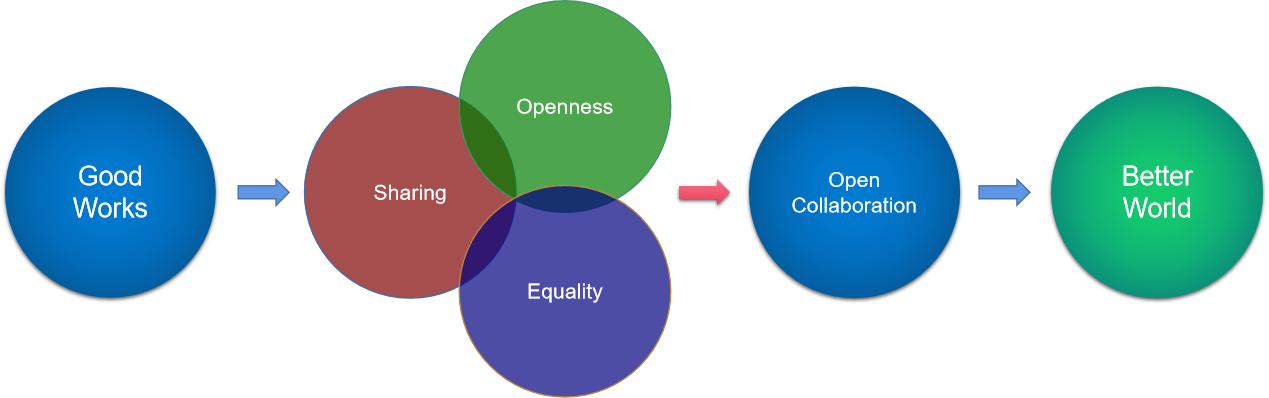 Good
Works
Sharing
Openness
Equality
Open
Collaboration
Better
World